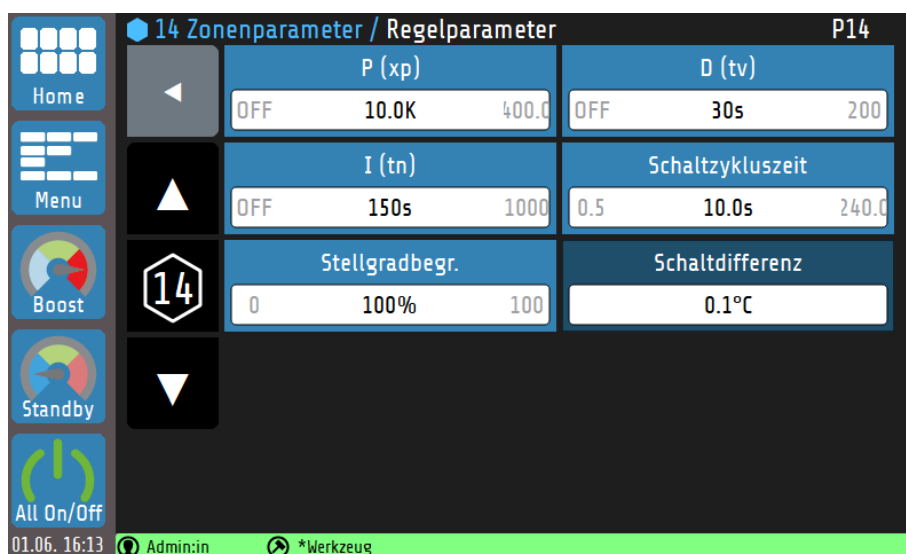 14 Zonenparameter / Regelparameter P14
Home
P (xp)
OFF 10.0K 400.0
D (tv)
OFF 30s 200
Menu
I (tn)
OFF 150s 1000
Schaltzykluszeit
0.5 10.0s 240.0
Boost
14
Stellgradbegr.
0 100% 100
Schaltdifferenz
0.1°C
Standby
All On/Off
01.06. 16:13 Admin:in *Werkzeug